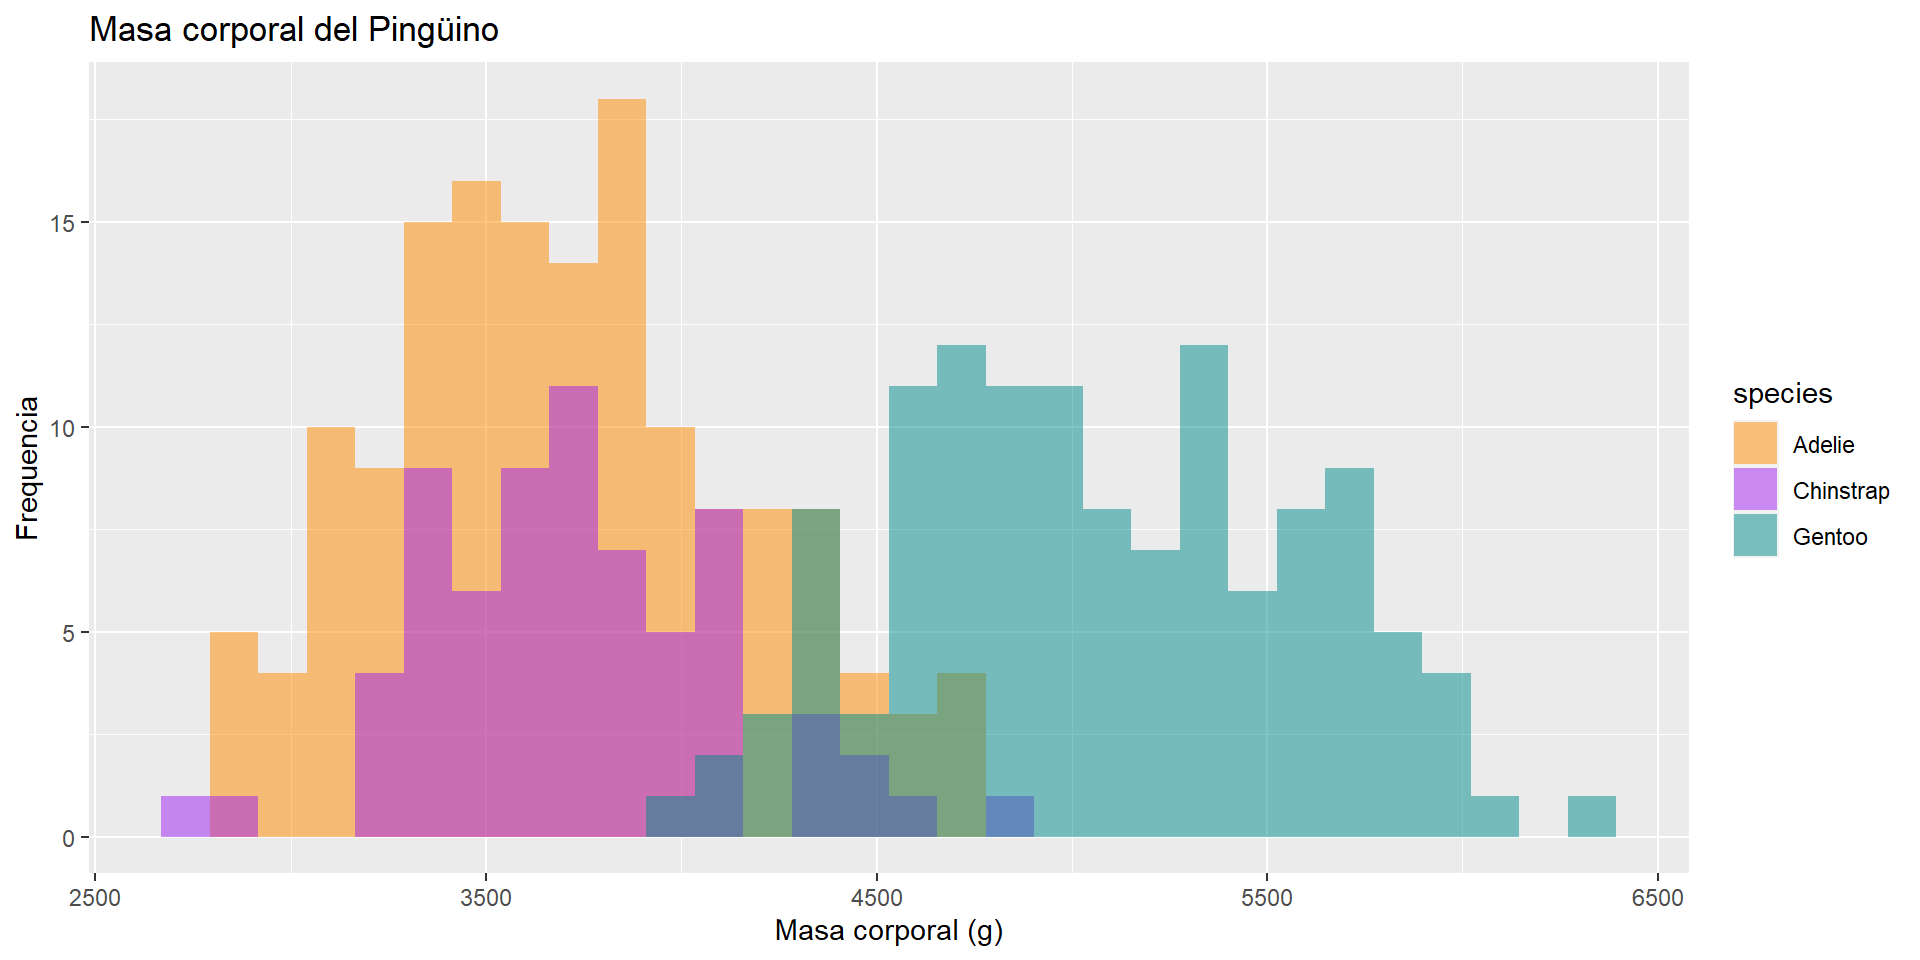 Masa corporal del Pingüino
Frequencia
15
10
5
0
2500 3500 4500 5500 6500
Masa corporal (g)
species
Adelie
Chinstrap
Gentoo